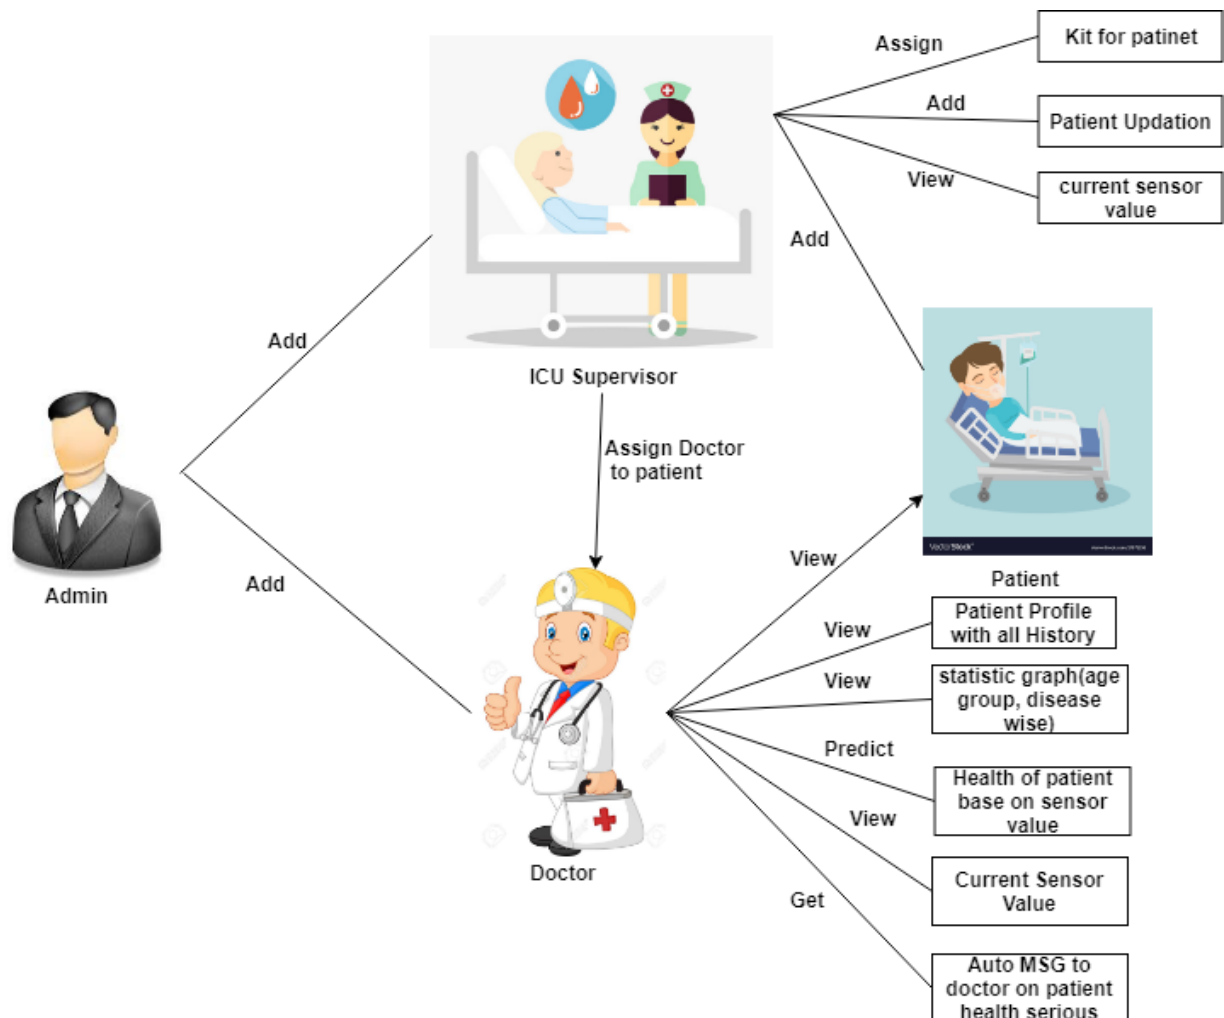 Assign
Kit for patinet
Add
Patient Updation
View
current sensor
value
Add
Add
ICU Supervisor
Assign Doctor
to patient
Admin
Add
View
VectorStock
Patient
View
Patient Profile
with all History
View
statistic graph(age
group, disease
wise)
Predict
Health of patient
base on sensor
value
View
Current Sensor
Value
Doctor
Get
Auto MSG to
doctor on patient
health serious